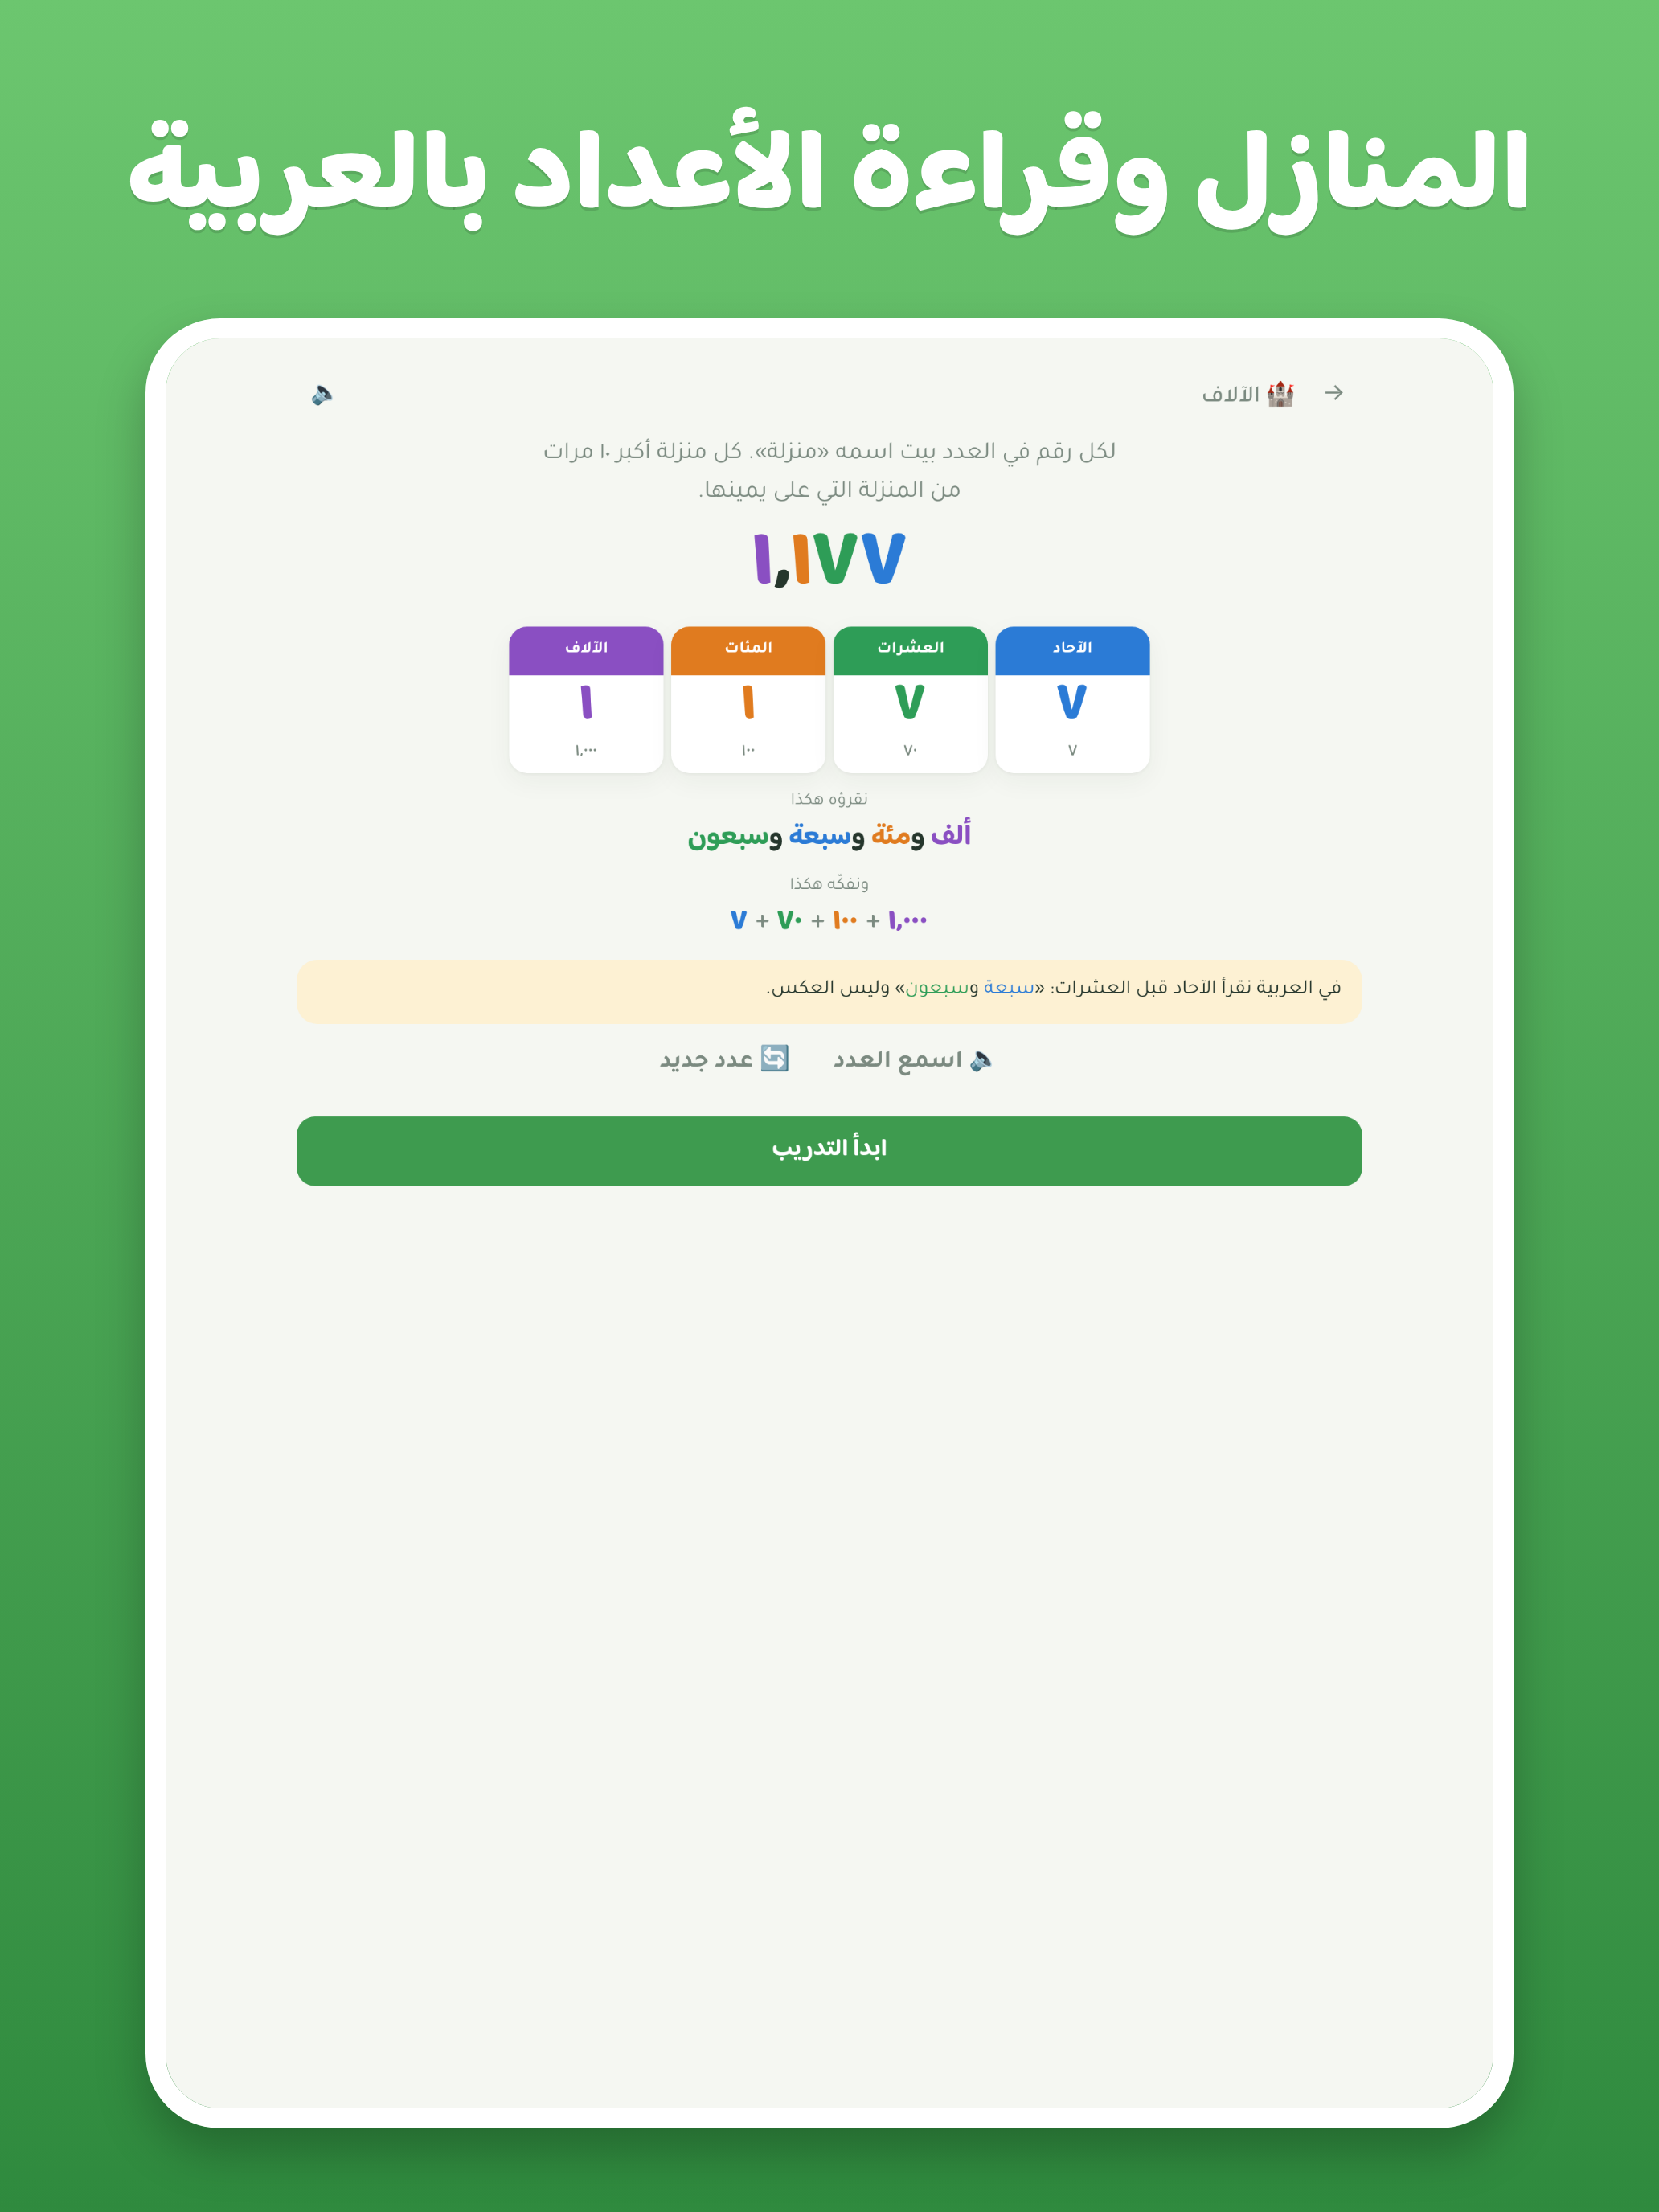 المنازل وقراءة الأعداد بالعربية
الآلاف
لكل رقم في العدد بيت اسمه «منزلة». كل منزلة أكبر ١٠ مرات
من المنزلة التي على يمينها.
١,١٧٧
الآحاد العشرات المئات الآلاف
٧ ٧ ١ ١
٧ ٧٠ ١٠٠ ١,٠٠٠
نقرؤه هكذا
ألف ومئة وسبعة وسبعون
ونفكّه هكذا
١,٠٠٠ + ١٠٠ + ٧٠ + ٧
في العربية نقرأ الآحاد قبل العشرات: «سبعة وسبعون» وليس العكس.
اسمع العدد عدد جديد
ابدأ التدريب